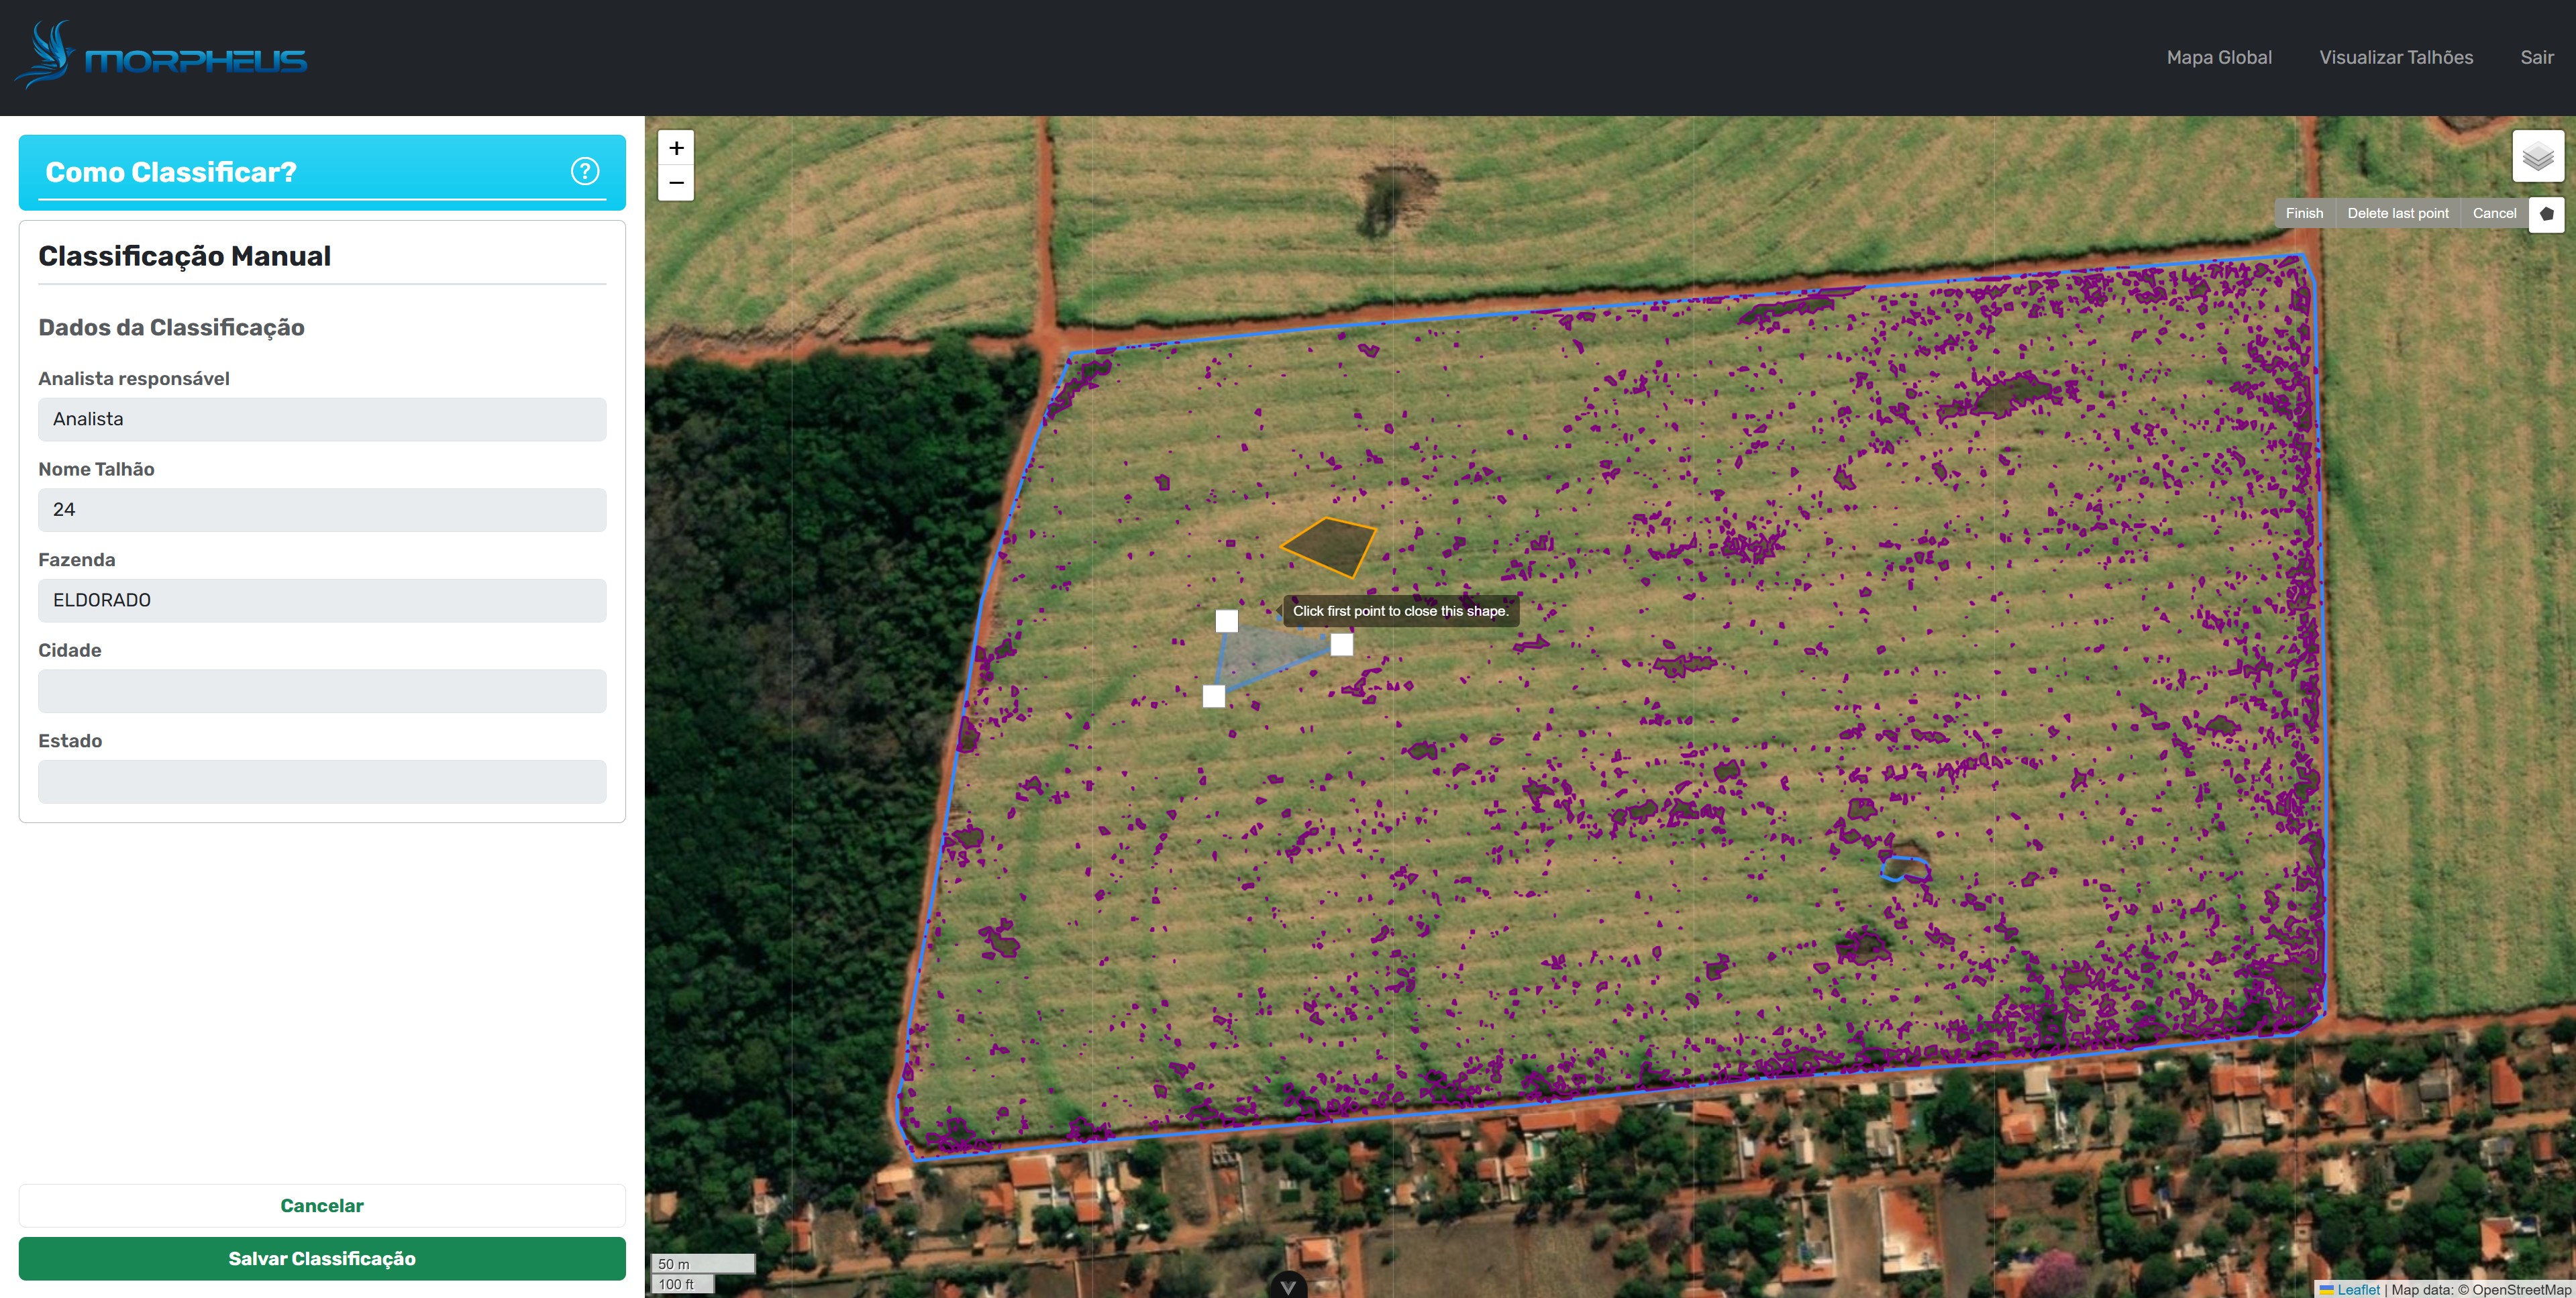 MORPHEUS
Mapa Global
Visualizar Talhões
Sair
Como Classificar?
?
Classificação Manual
Dados da Classificação
Analista responsável
Analista
Nome Talhão
24
Fazenda
ELDORADO
Cidade
Estado
Cancelar
Salvar Classificação
+
−
Finish
Delete last point
Cancel
Click first point to close this shape.
50 m
100 ft
Leaflet | Map data: © OpenStreetMap